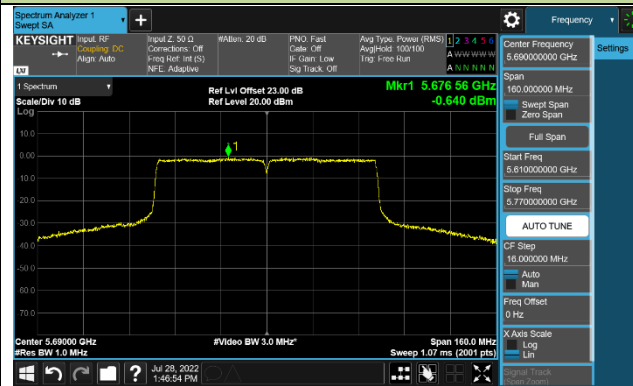 Spectrum Analyzer 1
Swept SA
+
Frequency
KEYSIGHT
Input: RF
Coupling: DC
Align: Auto
LXI
Input Z: 50 Ω
Corrections: Off
Freq Ref: Int (S)
NFE: Adaptive
#Atten: 20 dB
PNO: Fast
Gate: Off
IF Gain: Low
Sig Track: Off
Avg Type: Power (RMS)
Avg|Hold: 100/100
Trig: Free Run
1 2 3 4 5 6
A W W W W W
A N N N N N
1 Spectrum
Scale/Div 10 dB
Log
Ref Lvl Offset 23.00 dB
Ref Level 20.00 dBm
Mkr1 5.676 56 GHz
-0.640 dBm
10.0
0.00
1
10.0
20.0
-30.0
-40.0
-50.0
-60.0
70.0
Center 5.69000 GHz
#Res BW 1.0 MHz
#Video BW 3.0 MHz*
Span 160.0 MHz
Sweep 1.07 ms (2001 pts)
Jul 28, 2022
1:46:54 PM
?
Center Frequency
5.690000000 GHz
Settings
Span
160.000000 MHz
Swept Span
Zero Span
Full Span
Start Freq
5.610000000 GHz
Stop Freq
5.770000000 GHz
AUTO TUNE
CF Step
16.000000 MHz
Auto
Man
Freq Offset
0 Hz
X Axis Scale
Log
Lin
Signal Track
(Span Zoom)